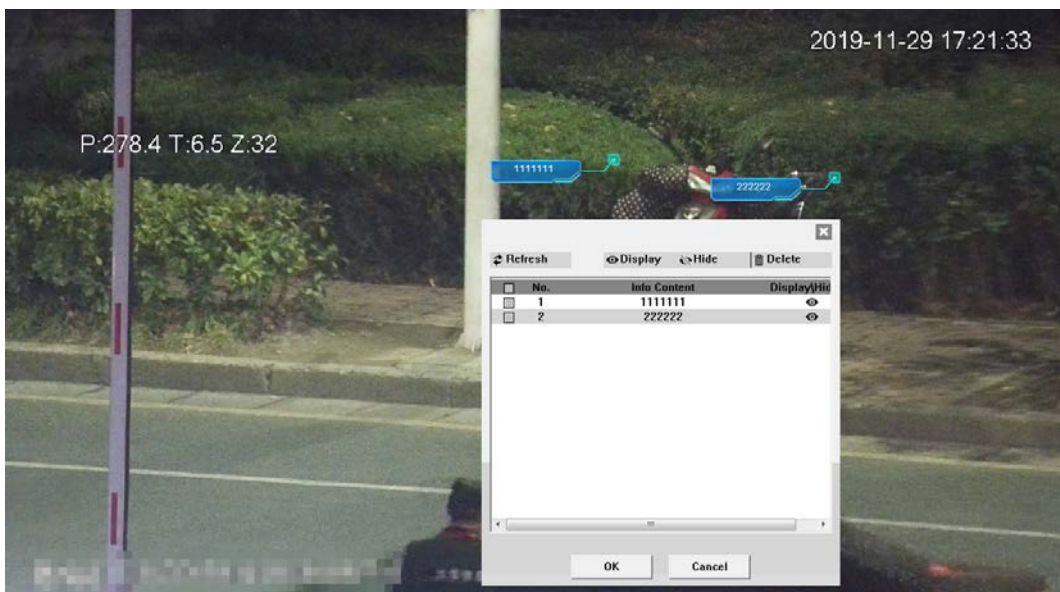 2019-11-29 17:21:33
P:278.4 T:6.5 Z:32
1111111
222222
Refresh Display Hide Delete
No. Info Content Display\Hid
1 1111111
2 222222
OK Cancel